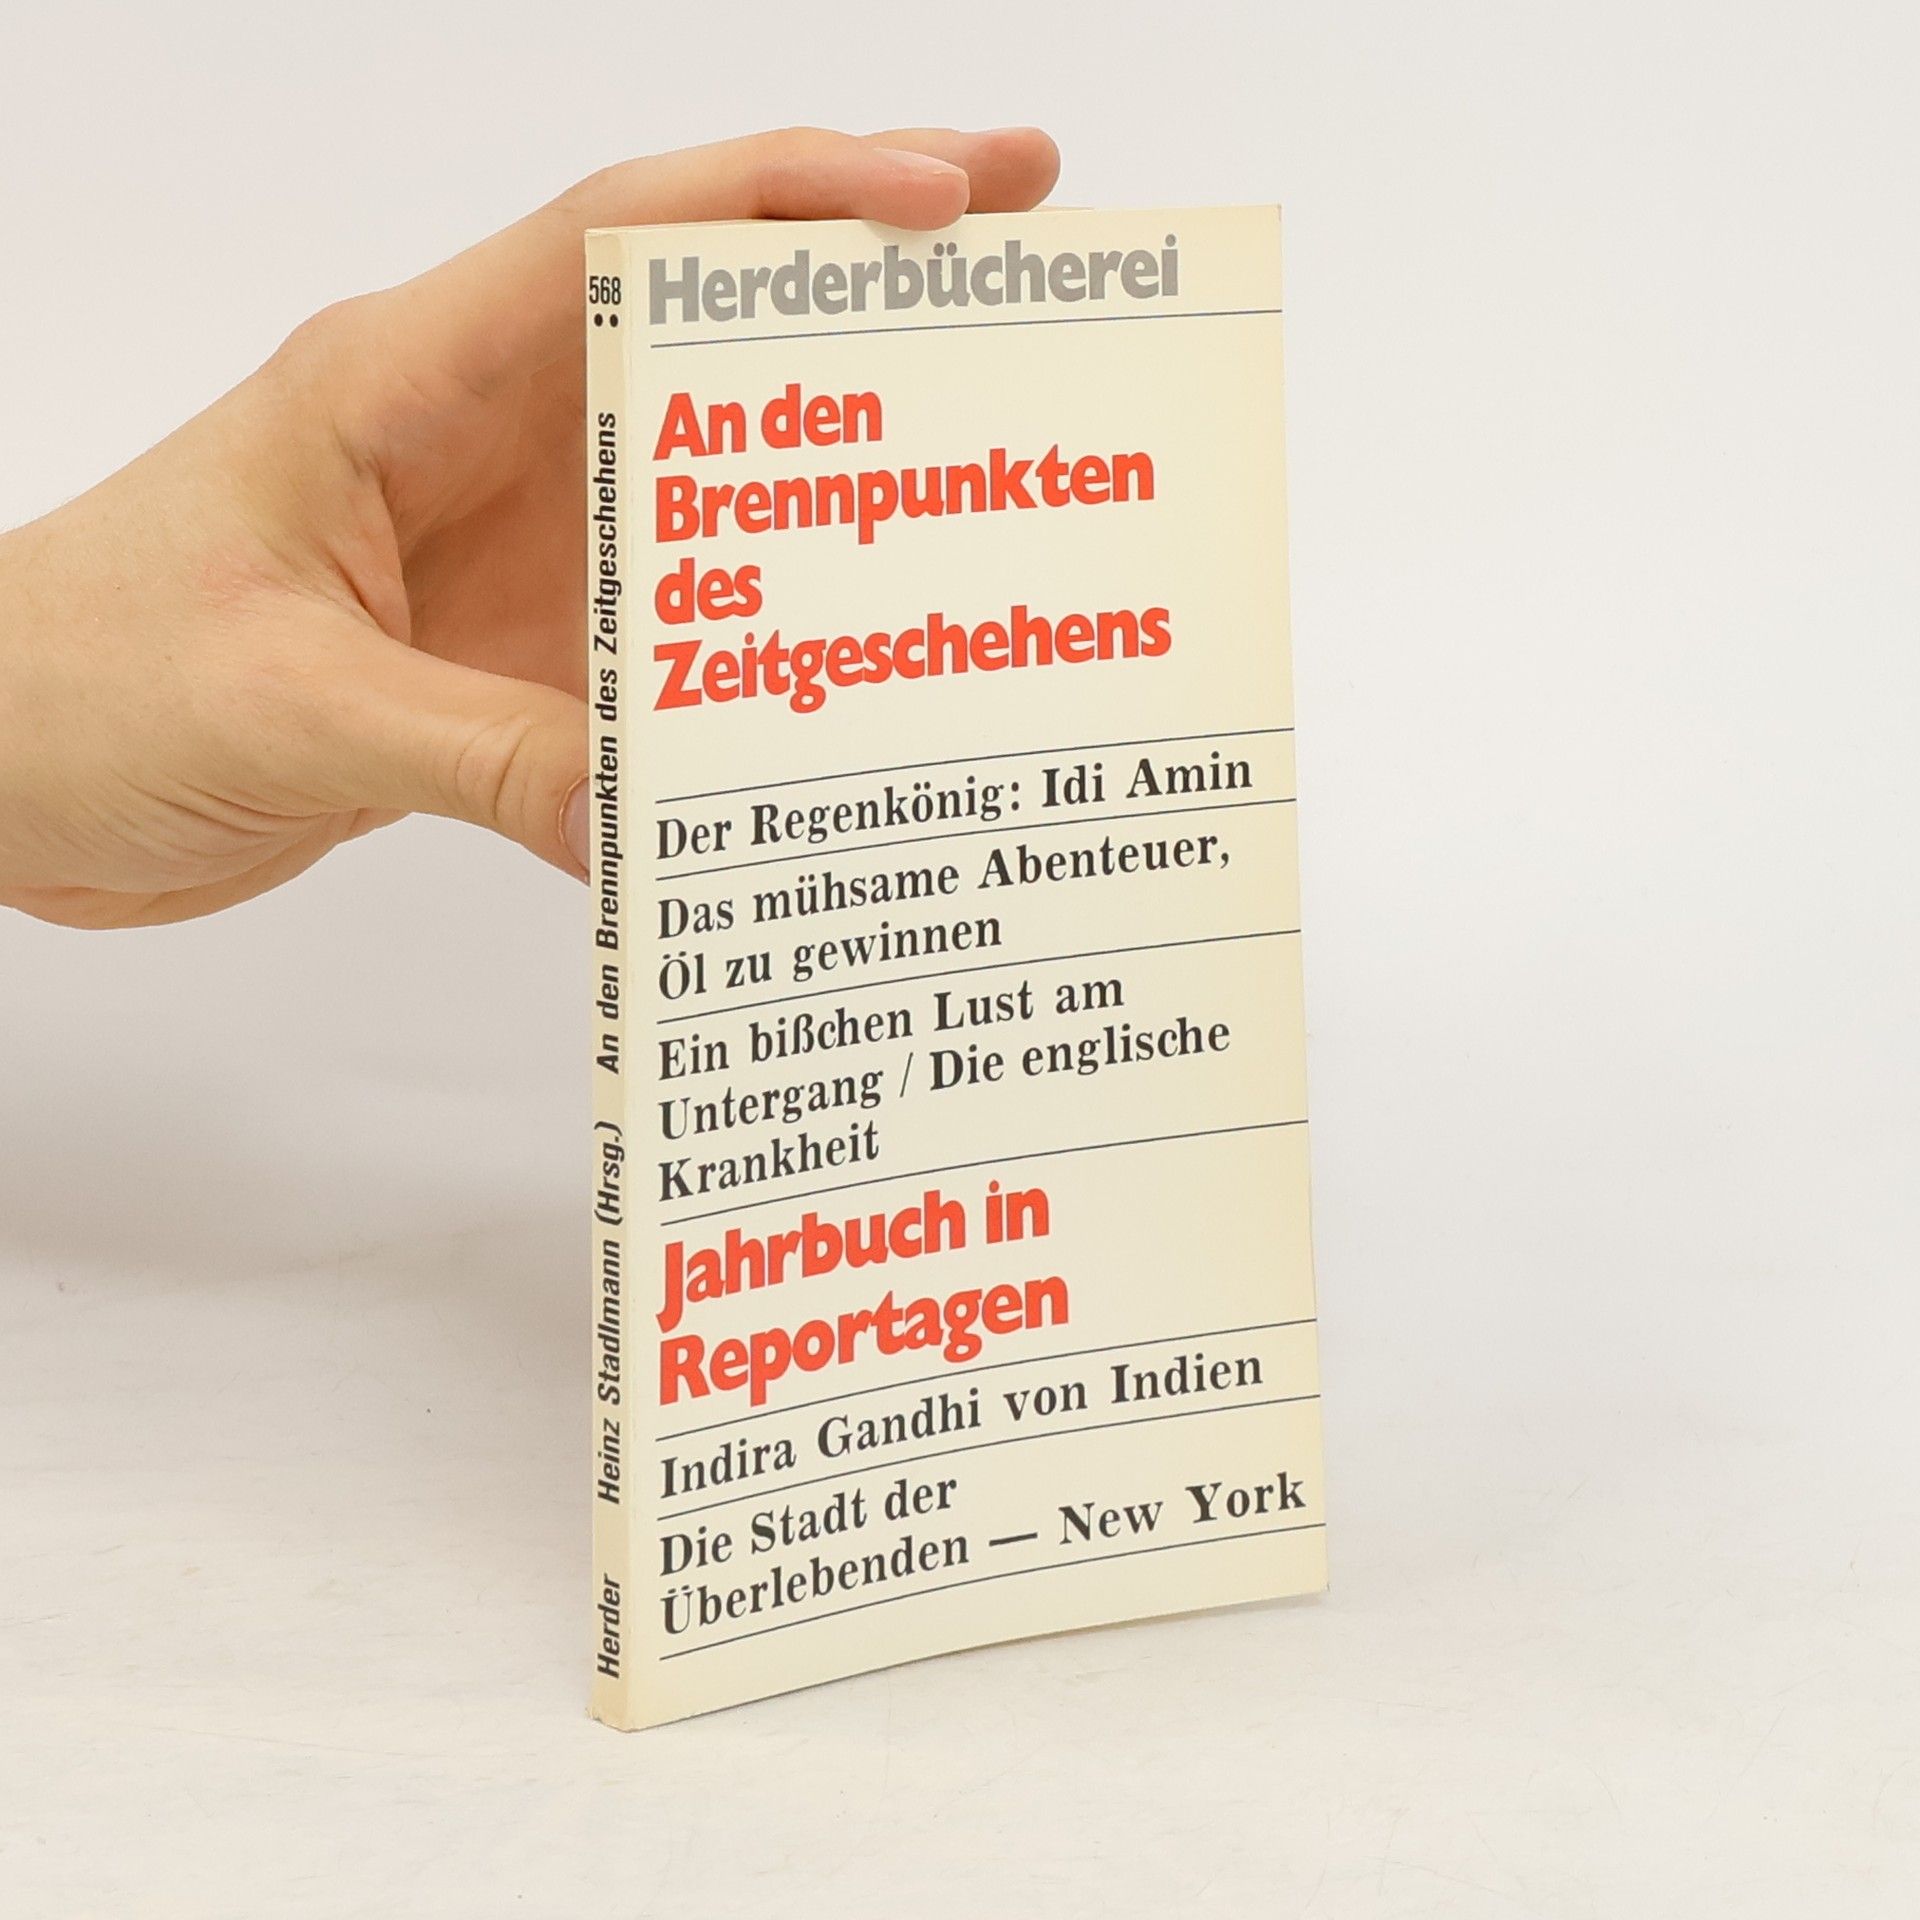 568
Herder Heinz Stadlmann (Hrsg.) An den Brennpunkten des Zeitgeschehens
Herderbücherei
An den
Brennpunkten
des
Zeitgeschehens
Der Regenkönig: Idi Amin
Das mühsame Abenteuer,
Öl zu gewinnen
Ein bißchen Lust am
Untergang / Die englische
Krankheit
Jahrbuch in
Reportagen
Indira Gandhi von Indien
Die Stadt der
Überlebenden — New York